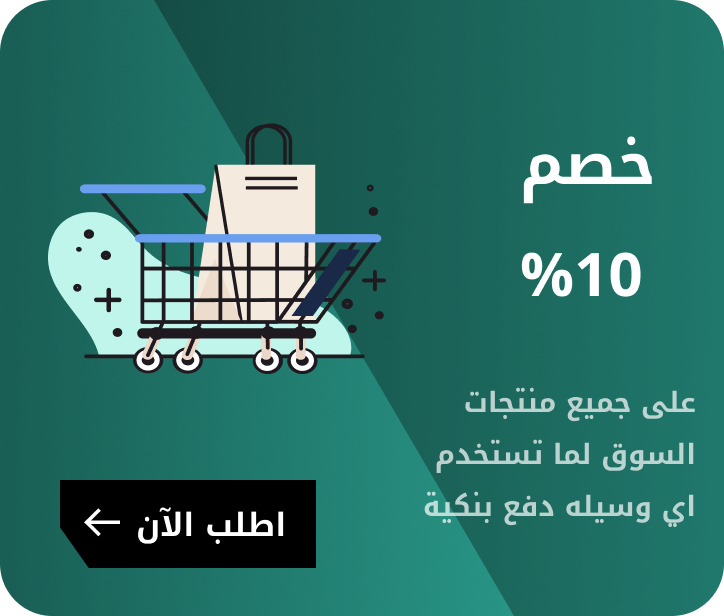 خصم
%10
على جميع منتجات
السوق لما تستخدم
اي وسيله دفع بنكية
اطلب الآن